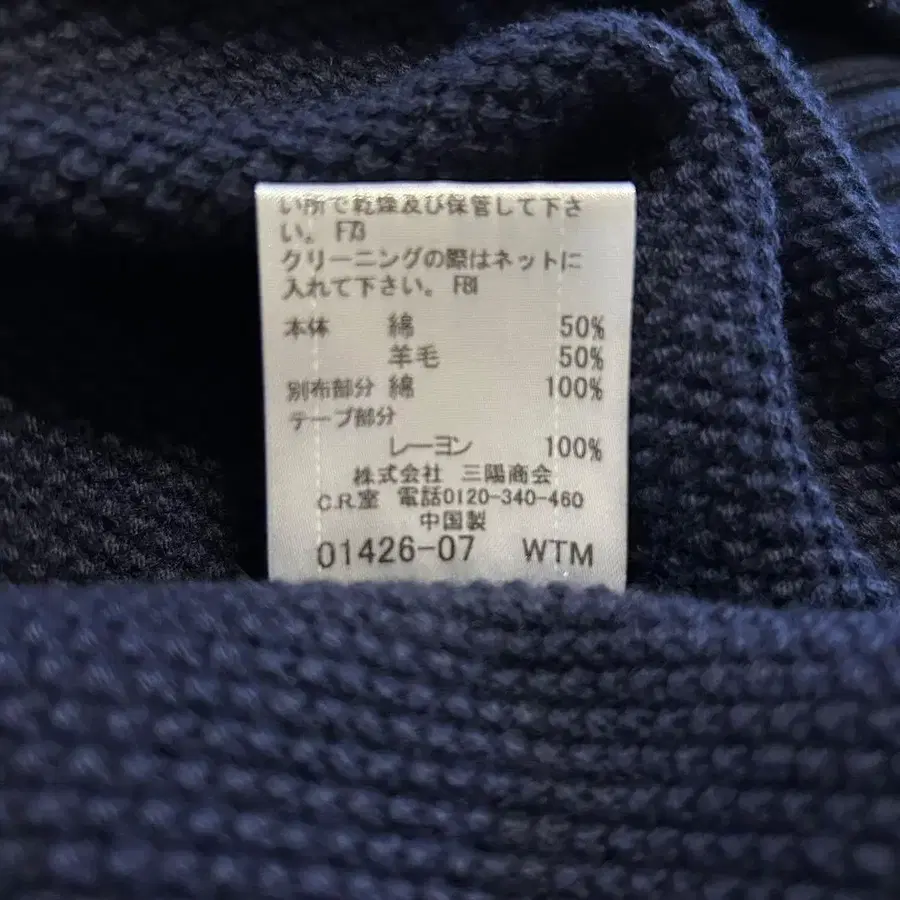 い所で乾燥及び保管して下さ
い。 F73
クリーニングの際はネットに
入れて下さい。 F81
本体 綿 50%
羊毛 50%
別布部分 綿 100%
テープ部分
レーヨン 100%
株式会社 三陽商会
C.R.室 電話0120-340-460
中国製
01426-07 WTM